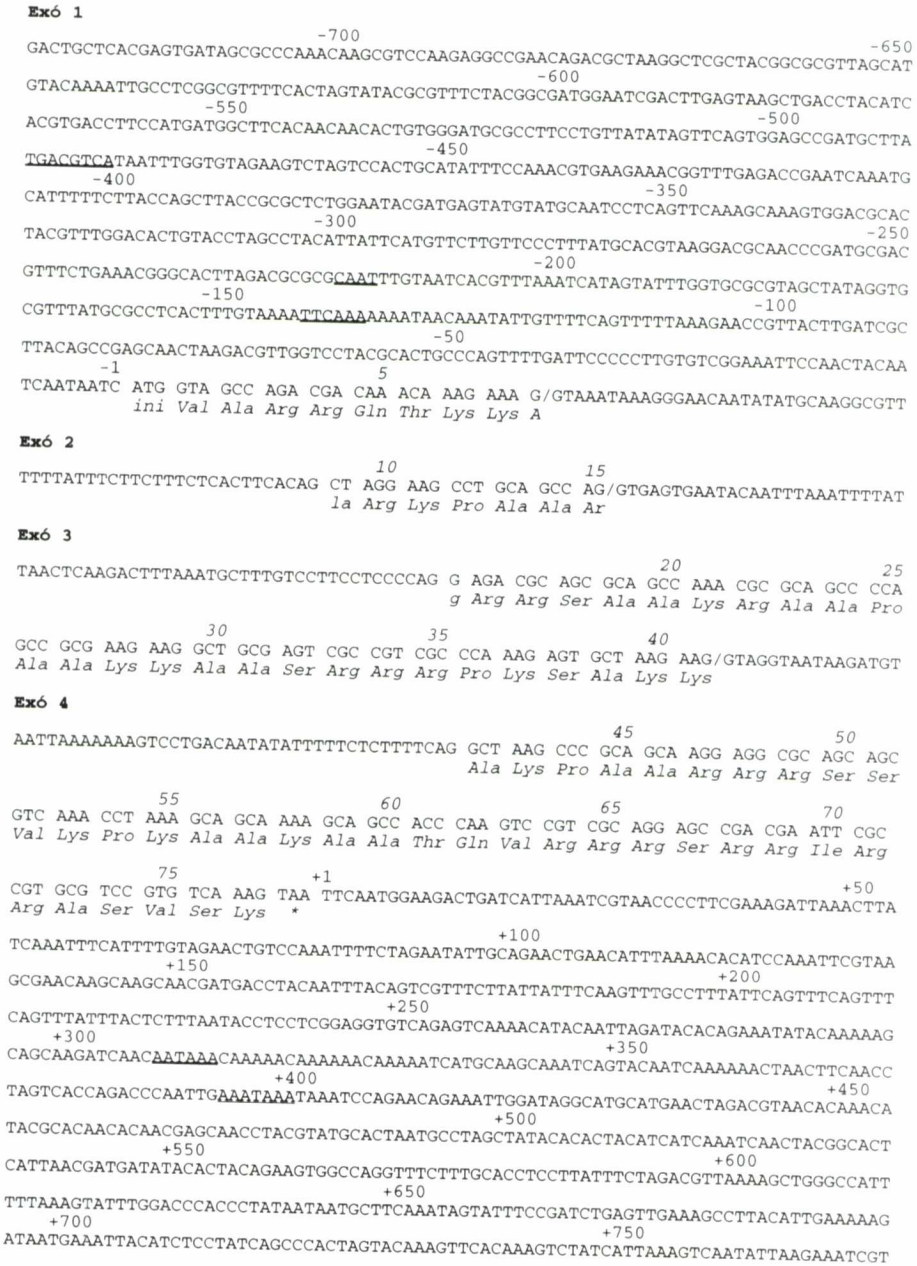 Exó 1
-700 -650
GACTGCTCACGAGTGATAGCGCCCAAACAAGCGTCCAAGAGGCCGAACAGACGCTAAGGCTCGCTACGGCGCGTTAGCAT
-600
GTACAAAATTGCCTCGGCGTTTTCACTAGTATACGCGTTTCTACGGCGATGGAATCGACTTGAGTAAGCTGACCTACATC
-550 -500
ACGTGACCTTCCATGATGGCTTCACAACAACACTGTGGGATGCGCCTTCCTGTTATATAGTTCAGTGGAGCCGATGCTTA
-450
TGACGTCATAATTTGGTGTAGAAGTCTAGTCCACTGCATATTTCCAAACGTGAAGAAACGGTTTGAGACCGAATCAAATG
-400 -350
CATTTTTCTTACCAGCTTACCGCGCTCTGGAATACGATGAGTATGTATGCAATCCTCAGTTCAAAGCAAAGTGGACGCAC
-300 -250
TACGTTTGGACACTGTACCTAGCCTACATTATTCATGTTCTTGTTCCCTTTATGCACGTAAGGACGCAACCCGATGCGAC
-200
GTTTCTGAAACGGGCACTTAGACGCGCGCAATTTGTAATCACGTTTAAATCATAGTATTTGGTGCGCGTAGCTATAGGTG
-150 -100
CGTTTATGCGCCTCACTTTGTAAAATTCAAAAAAATAACAAATATTGTTTTCAGTTTTTAAAGAACCGTTACTTGATCGC
-50
TTACAGCCGAGCAACTAAGACGTTGGTCCTACGCACTGCCCAGTTTTGATTCCCCCTTGTGTCGGAAATTCCAACTACAA
-1 5
TCAATAATC ATG GTA GCC AGA CGA CAA ACA AAG AAA G/GTAAATAAAGGGAACAATATATGCAAGGCGTT
ini Val Ala Arg Arg Gln Thr Lys Lys A
Exó 2
10 15
TTTTATTTCTTCTTTCTCACTTCACAG CT AGG AAG CCT GCA GCC AG/GTGAGTGAATACAATTTAAATTTTAT
la Arg Lys Pro Ala Ala Ar
Exó 3
20 25
TAACTCAAGACTTTAAATGCTTTGTCCTTCCTCCCCAG G AGA CGC AGC GCA GCC AAA CGC GCA GCC CCA
g Arg Arg Ser Ala Ala Lys Arg Ala Ala Pro
30 35 40
GCC GCG AAG AAG GCT GCG AGT CGC CGT CGC CCA AAG AGT GCT AAG AAG/GTAGGTAATAAGATGT
Ala Ala Lys Lys Ala Ala Ser Arg Arg Arg Pro Lys Ser Ala Lys Lys
Exó 4
45 50
AATTAAAAAAAGTCCTGACAATATATTTTTCTCTTTTCAG GCT AAG CCC GCA GCA AGG AGG CGC AGC AGC
Ala Lys Pro Ala Ala Arg Arg Arg Ser Ser
55 60 65 70
GTC AAA CCT AAA GCA GCA AAA GCA GCC ACC CAA GTC CGT CGC AGG AGC CGA CGA ATT CGC
Val Lys Pro Lys Ala Ala Lys Ala Ala Thr Gln Val Arg Arg Arg Ser Arg Arg Ile Arg
75 +1 +50
CGT GCG TCC GTG TCA AAG TAA TTCAATGGAAGACTGATCATTAAATCGTAACCCCTTCGAAAGATTAAACTTA
Arg Ala Ser Val Ser Lys *
+100
TCAAATTTCATTTTGTAGAACTGTCCAAATTTTCTAGAATATTGCAGAACTGAACATTTAAAACACATCCAAATTCGTAA
+150 +200
GCGAACAAGCAAGCAACGATGACCTACAATTTACAGTCGTTTCTTATTATTTCAAGTTTGCCTTTATTCAGTTTCAGTTT
+250
CAGTTTATTTACTCTTTAATACCTCCTCGGAGGTGTCAGAGTCAAAACATACAATTAGATACACAGAAATATACAAAAAG
+300 +350
CAGCAAGATCAACAATAAACAAAAACAAAAAACAAAAATCATGCAAGCAAATCAGTACAATCAAAAAACTAACTTCAACC
+400 +450
TAGTCACCAGACCCAATTGAAATAAATAAATCCAGAACAGAAATTGGATAGGCATGCATGAACTAGACGTAACACAAACA
+500
TACGCACAACACAACGAGCAACCTACGTATGCACTAATGCCTAGCTATACACACTACATCATCAAATCAACTACGGCACT
+550 +600
CATTAACGATGATATACACTACAGAAGTGGCCAGGTTTCTTTGCACCTCCTTATTTCTAGACGTTAAAAGCTGGGCCATT
+650
TTTAAAGTATTTGGACCCACCCTATAATAATGCTTCAAATAGTATTTCCGATCTGAGTTGAAAGCCTTACATTGAAAAAG
+700 +750
ATAATGAAATTACATCTCCTATCAGCCCACTAGTACAAAGTTCACAAAGTCTATCATTAAAGTCAATATTAAGAAATCGT